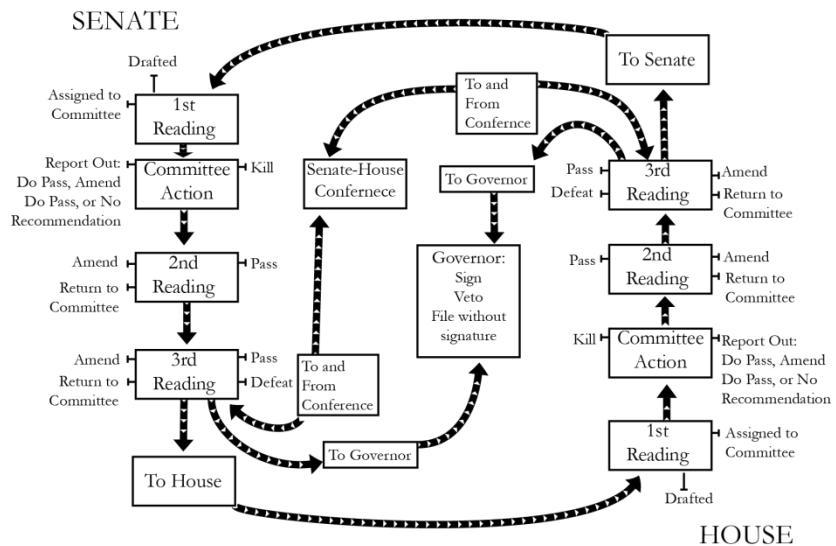 SENATE
Drafted
Assigned to
Committee
1st
Reading
Report Out:
Do Pass, Amend
Do Pass, or No
Recommendation
Committee
Action
Kill
Amend
Return to
Committee
2nd
Reading
Pass
Amend
Return to
Committee
3rd
Reading
Pass
Defeat
To House
To and
From
Conference
To Governor
Senate-House
Confernece
To and
From
Confernce
To Governor
Governor:
Sign
Veto
File without
signature
To Senate
Pass
Defeat
3rd
Reading
Amend
Return to
Committee
Pass
2nd
Reading
Amend
Return to
Committee
Kill
Committee
Action
Report Out:
Do Pass, Amend
Do Pass, or No
Recommendation
1st
Reading
Assigned to
Committee
Drafted
HOUSE